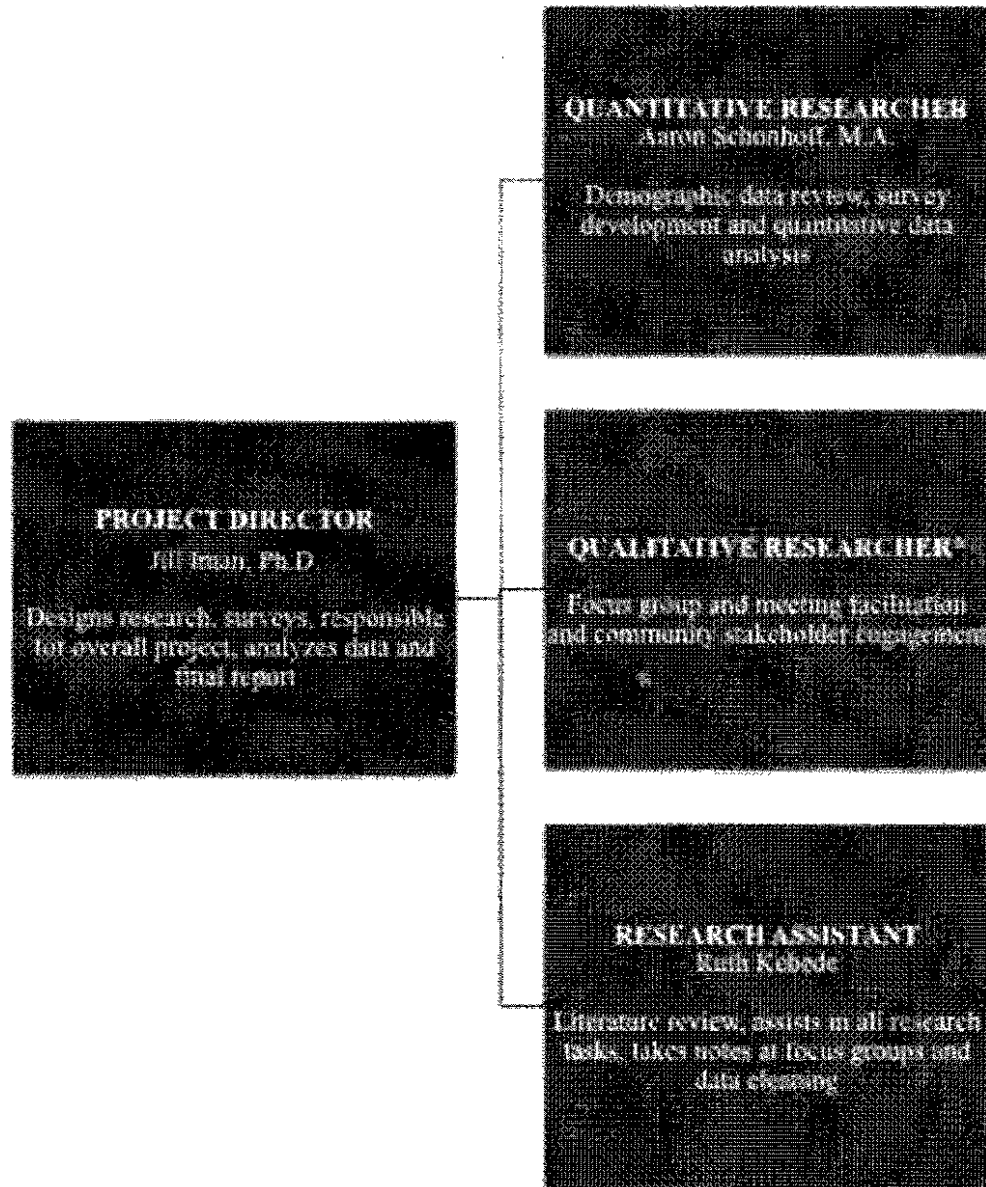 QUANTITATIVE RESEARCHER
Aaron Schonhoff, M.A.
Demographic data review, survey
development and quantitative data
analysis
PROJECT DIRECTOR
Jill Iman, Ph.D
Designs research, surveys, responsible
for overall project, analyzes data and
final report
QUALITATIVE RESEARCHER*
Focus group and meeting facilitation
and community stakeholder engagement
RESEARCH ASSISTANT
Ruth Kebede
Literature review, assists in all research
tasks, takes notes at focus groups and
data cleaning